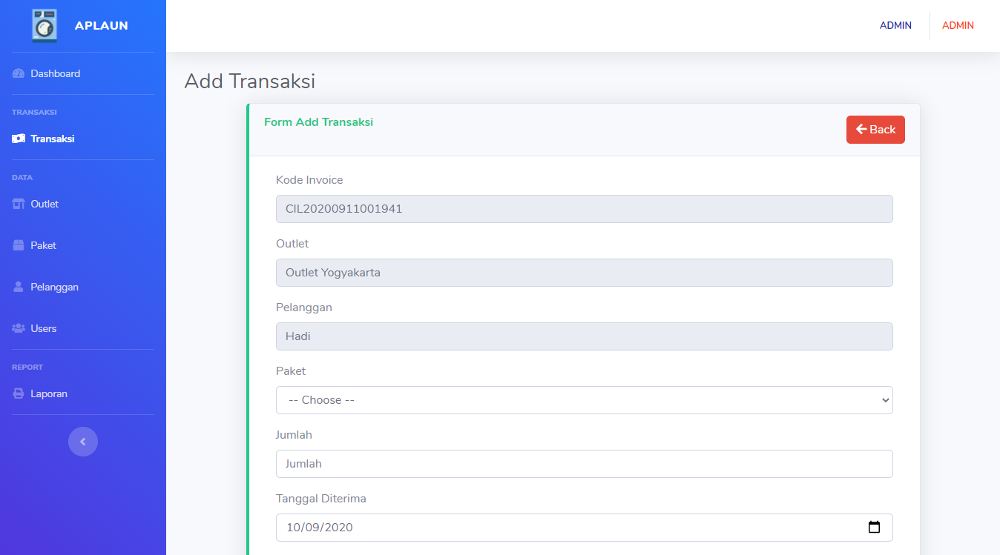 APLAUN
ADMIN ADMIN
Dashboard
TRANSAKSI
Transaksi
DATA
Outlet
Paket
Pelanggan
Users
REPORT
Laporan
Add Transaksi
Form Add Transaksi
Back
Kode Invoice
CIL20200911001941
Outlet
Outlet Yogyakarta
Pelanggan
Hadi
Paket
-- Choose --
Jumlah
Jumlah
Tanggal Diterima
10/09/2020